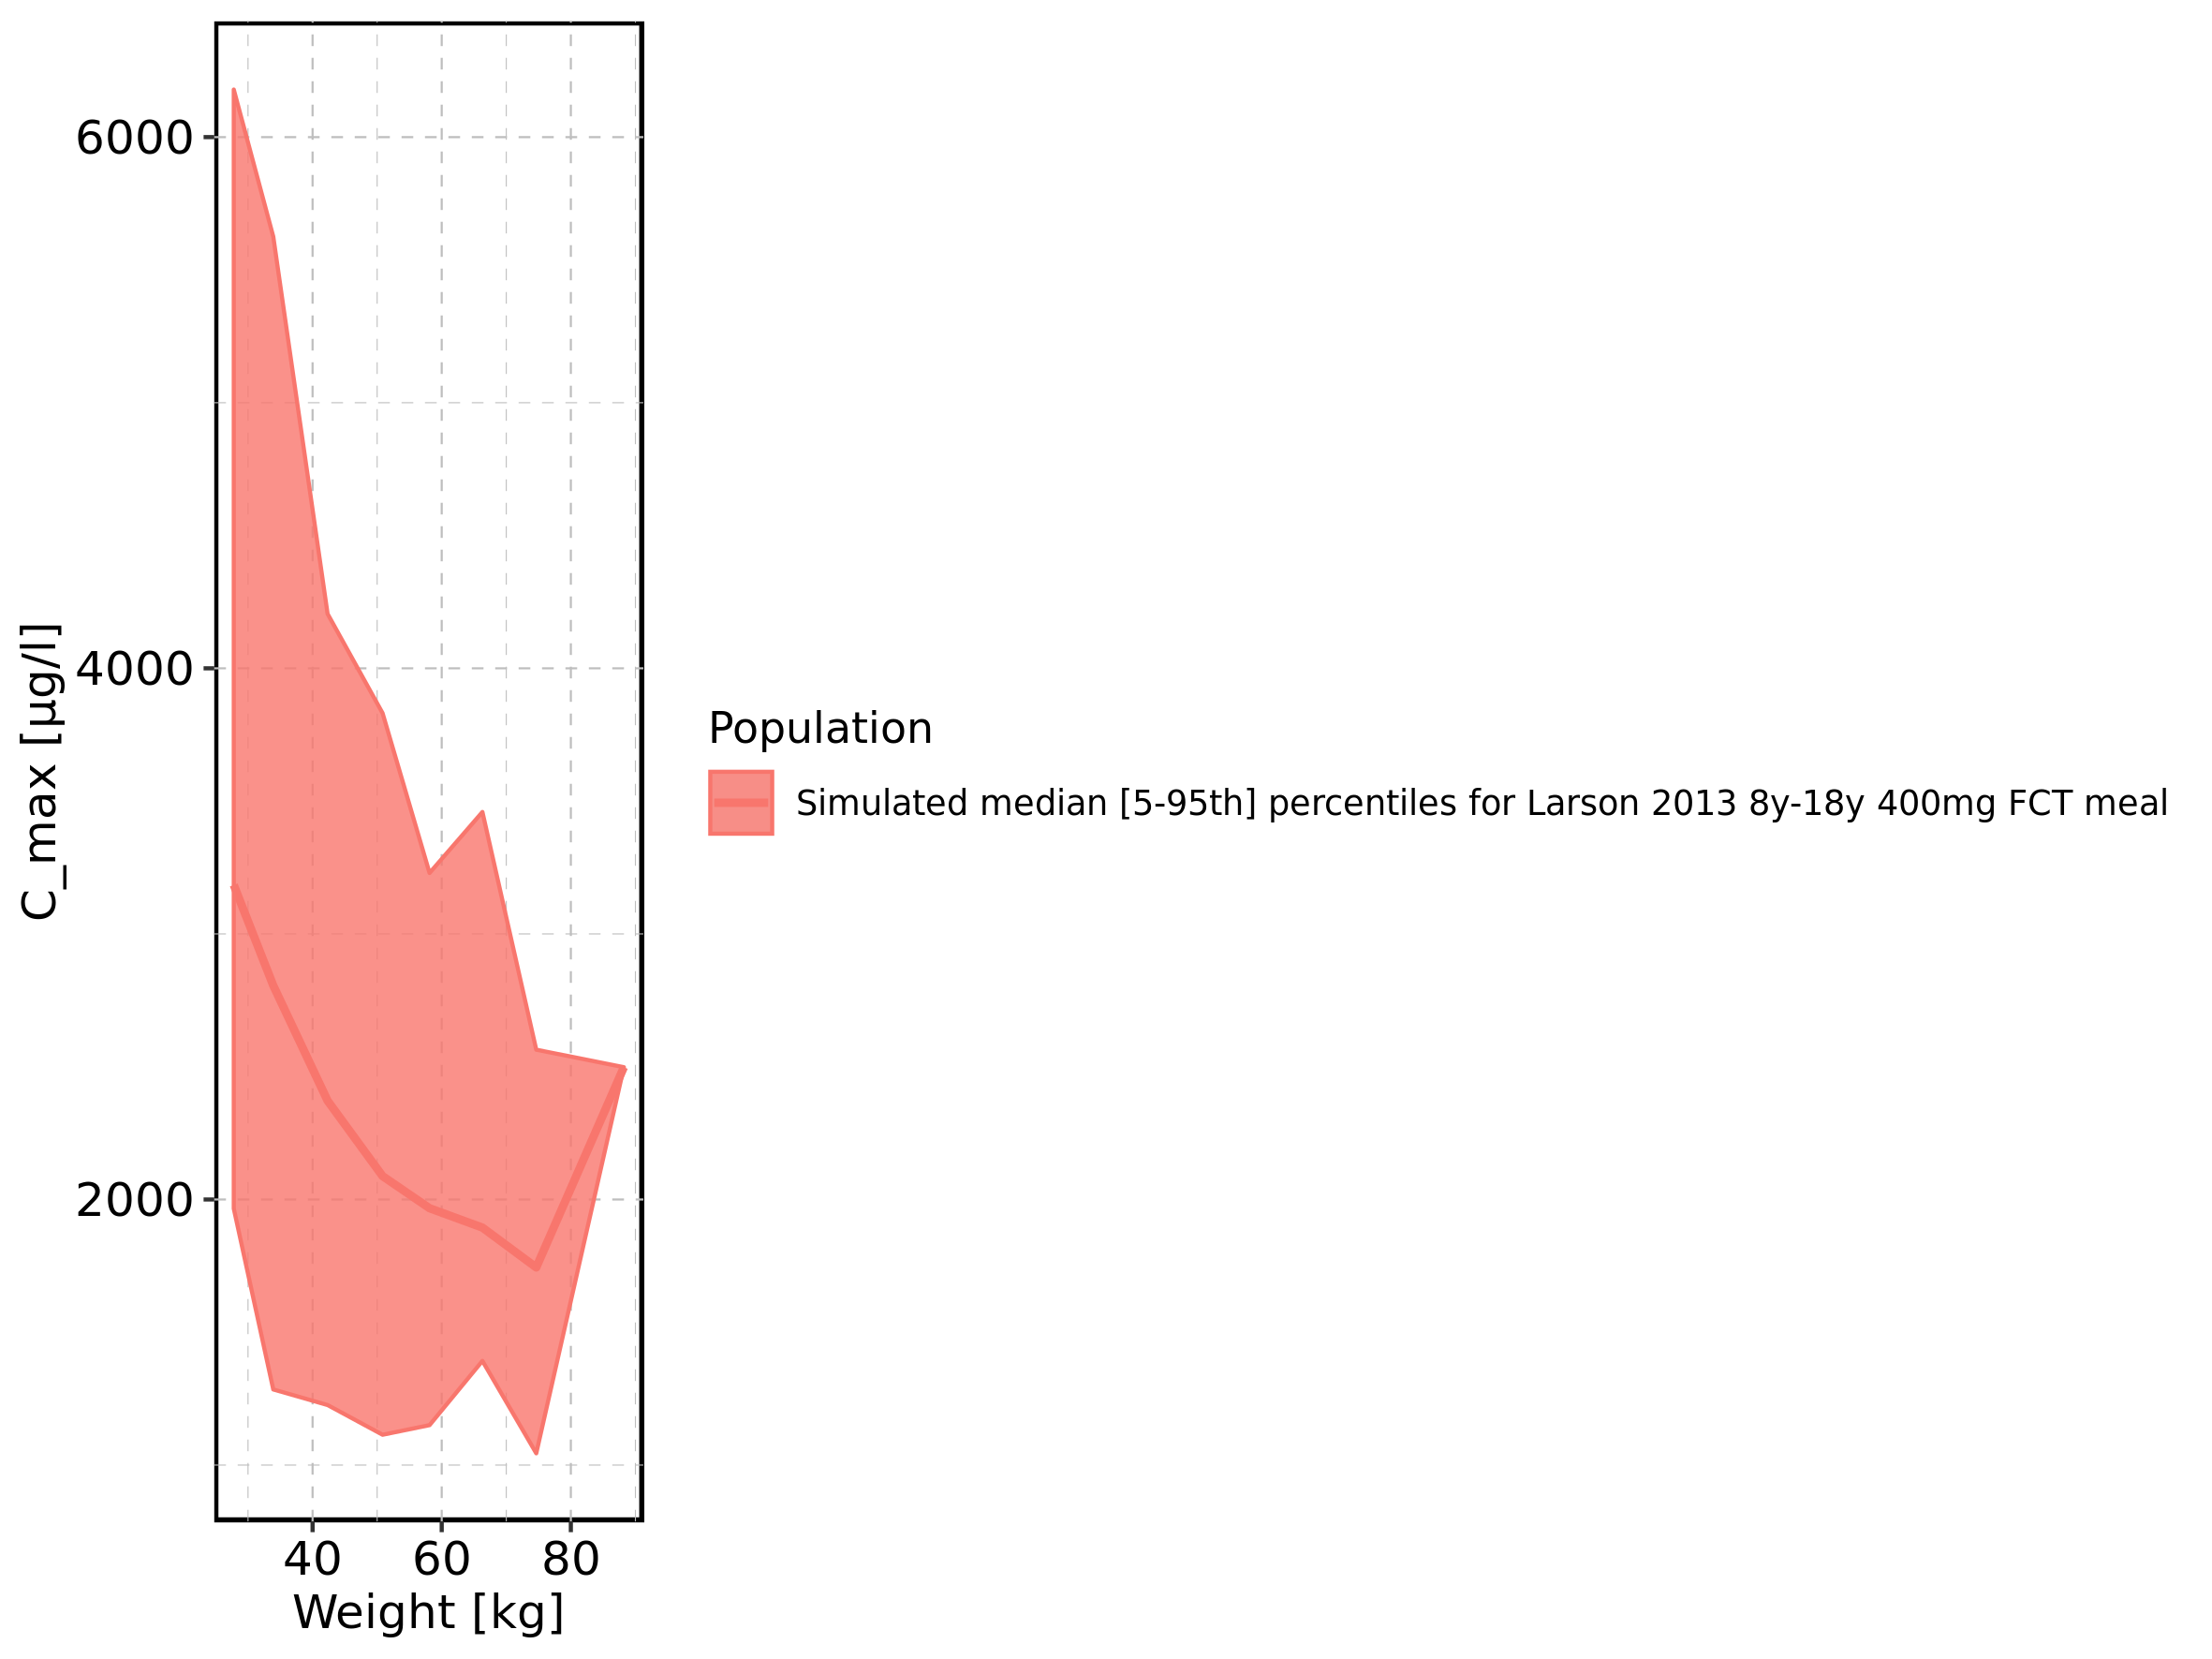 6000
4000
2000
C_max [µg/l]
40 60 80
Weight [kg]
Population
Simulated median [5-95th] percentiles for Larson 2013 8y-18y 400mg FCT meal